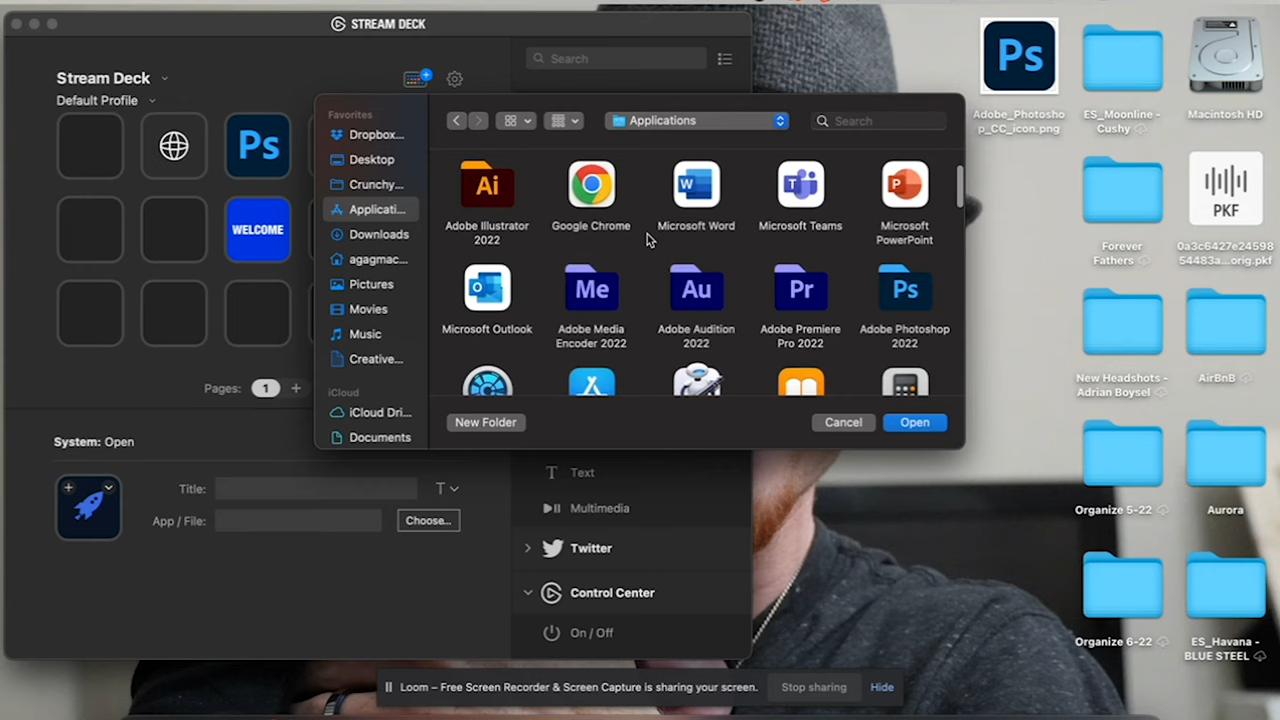 STREAM DECK
Stream Deck
Default Profile
Search
Ps
WELCOME
Pages: 1 +
System: Open
Title:
T
App / File:
Choose...
Text
Multimedia
Twitter
Control Center
On / Off
Favorites
Dropbox...
Desktop
Crunchy...
Applicati...
Downloads
agagmac...
Pictures
Movies
Music
Creative...
iCloud
iCloud Dri...
Documents
Applications
Search
Ai
Adobe Illustrator
2022
Google Chrome
W
Microsoft Word
T
Microsoft Teams
P
Microsoft
PowerPoint
O
Microsoft Outlook
Me
Adobe Media
Encoder 2022
Au
Adobe Audition
2022
Pr
Adobe Premiere
Pro 2022
Ps
Adobe Photoshop
2022
New Folder
Cancel
Open
Ps
Adobe_Photosho
p_CC_icon.png
ES_Moonline -
Cushy
Macintosh HD
Forever
Fathers
PKF
0a3c6427e24598
54483a...orig.pkf
New Headshots -
Adrian Boysel
AirBnB
Organize 5-22
Aurora
Organize 6-22
ES_Havana -
BLUE STEEL
Loom – Free Screen Recorder & Screen Capture is sharing your screen.
Stop sharing
Hide